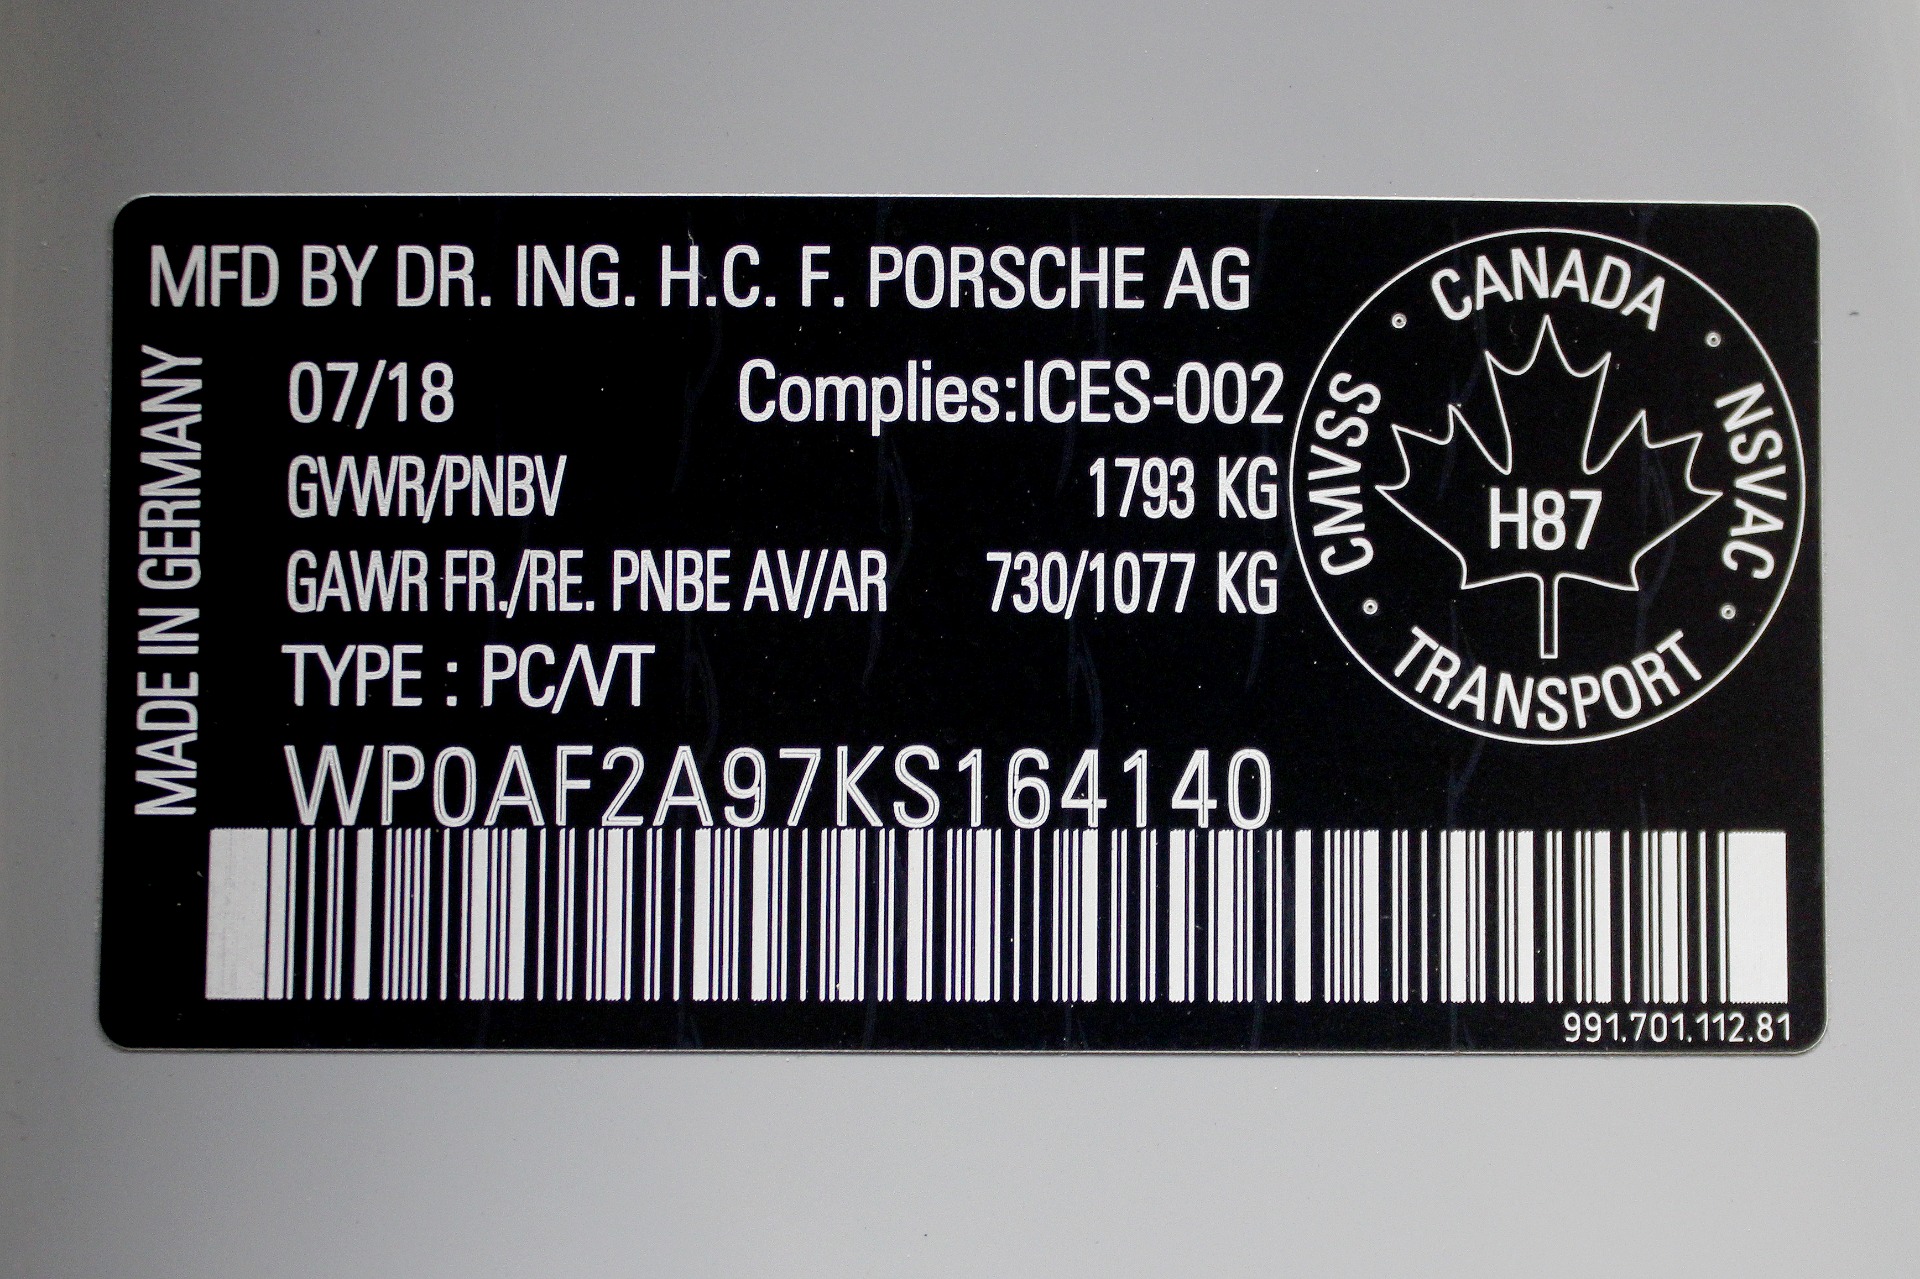 MFD BY DR. ING. H.C. F. PORSCHE AG
MADE IN GERMANY
07/18 Complies:ICES-002
GVWR/PNBV 1793 KG
GAWR FR./RE. PNBE AV/AR 730/1077 KG
TYPE : PC/VT
WP0AF2A97KS164140
CANADA
CMVSS
NSVAC
H87
TRANSPORT
991.701.112.81